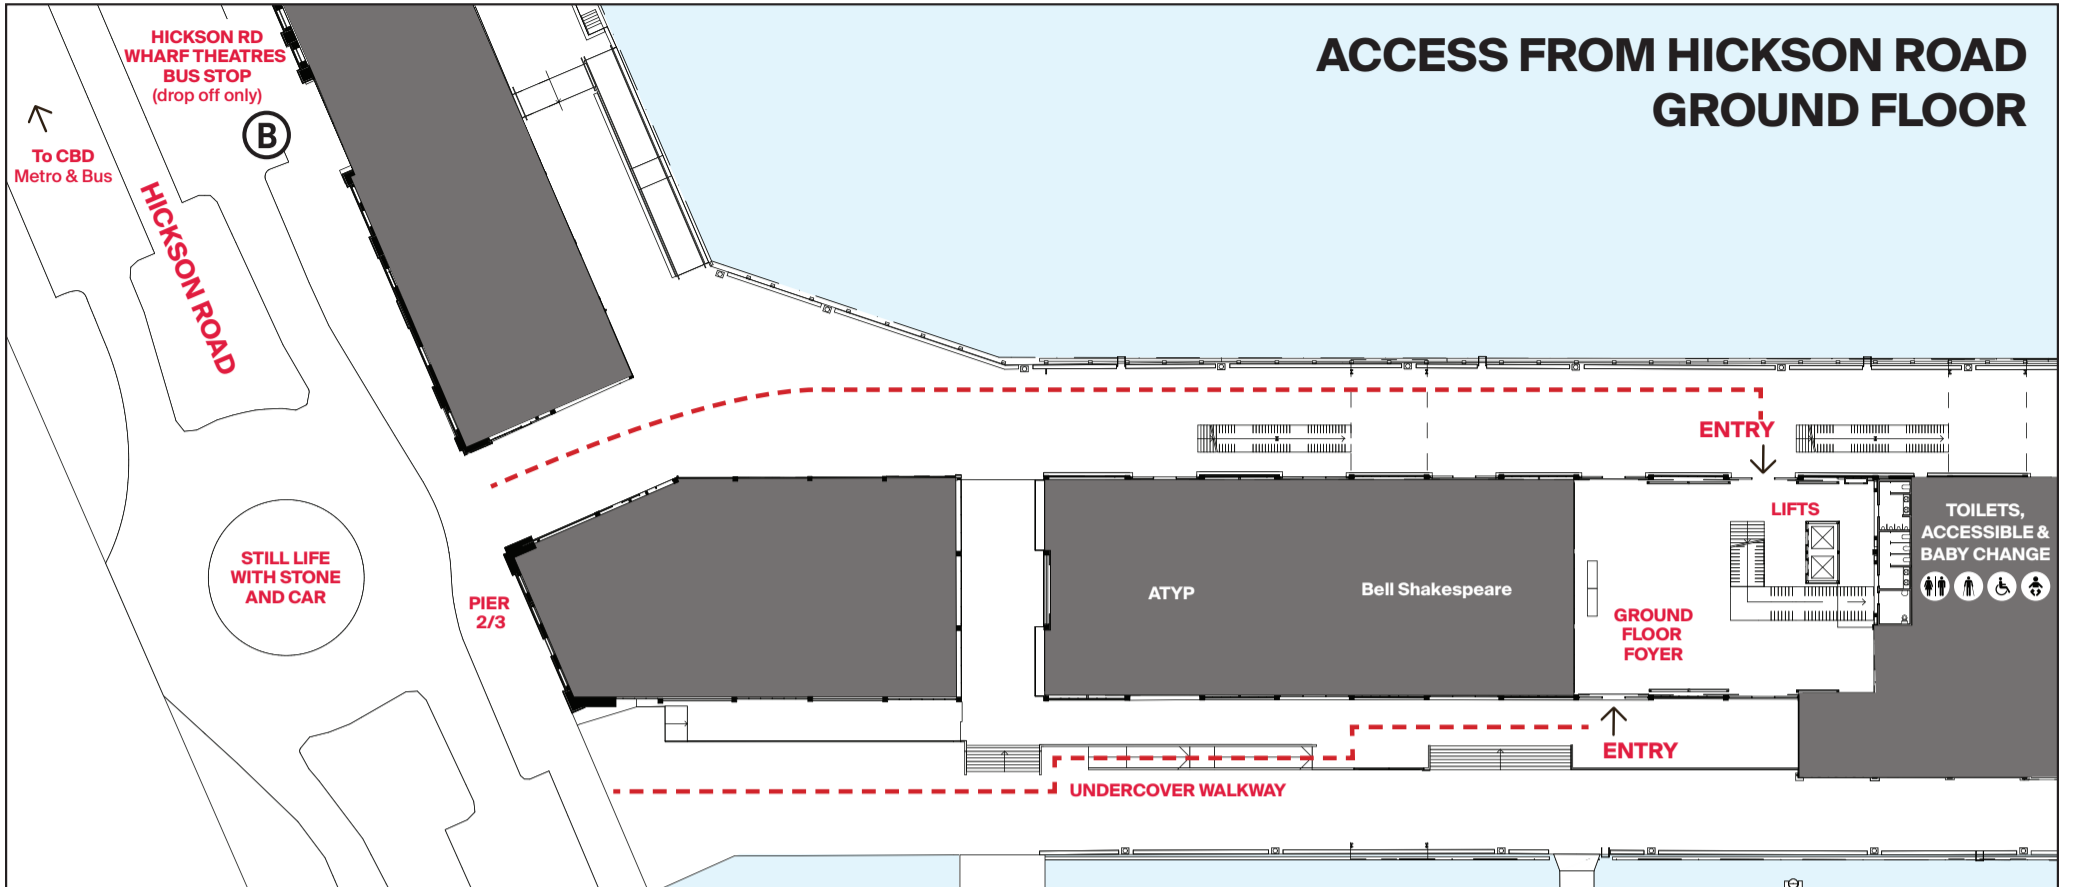 ACCESS FROM HICKSON ROAD
GROUND FLOOR
HICKSON RD
WHARF THEATRES
BUS STOP
(drop off only)
B
To CBD
Metro & Bus
HICKSON ROAD
STILL LIFE
WITH STONE
AND CAR
PIER
2/3
ATYP
Bell Shakespeare
ENTRY
LIFTS
TOILETS,
ACCESSIBLE &
BABY CHANGE
GROUND
FLOOR
FOYER
ENTRY
UNDERCOVER WALKWAY